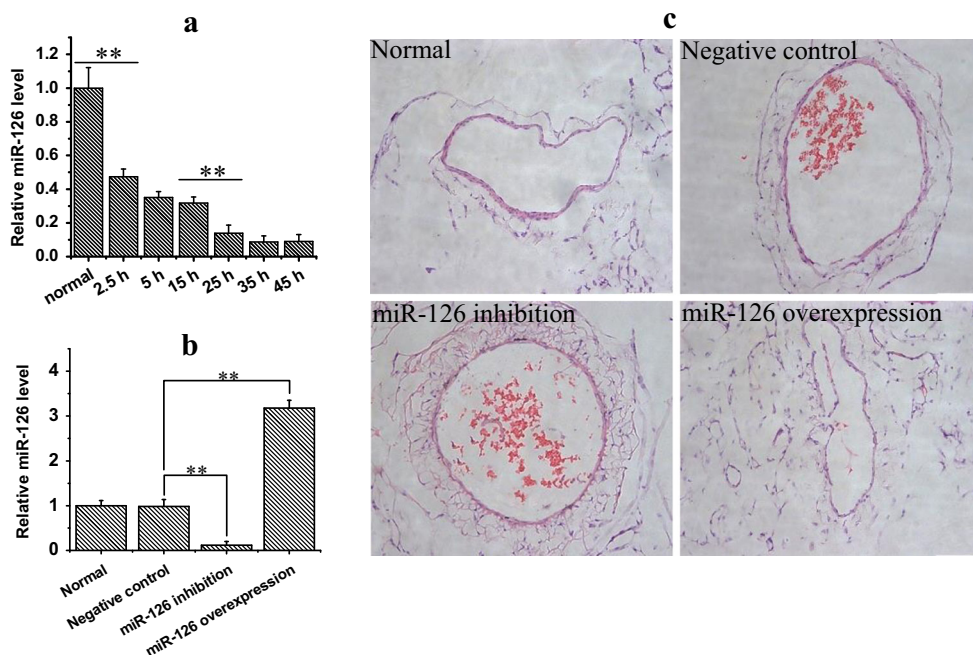 a
Relative miR-126 level
1.2
1.0
0.8
0.6
0.4
0.2
0.0
**
**
normal
2.5 h
5 h
15 h
25 h
35 h
45 h
b
Relative miR-126 level
4
3
2
1
0
**
**
Normal
Negative control
miR-126 inhibition
miR-126 overexpression
c
Normal
Negative control
miR-126 inhibition
miR-126 overexpression